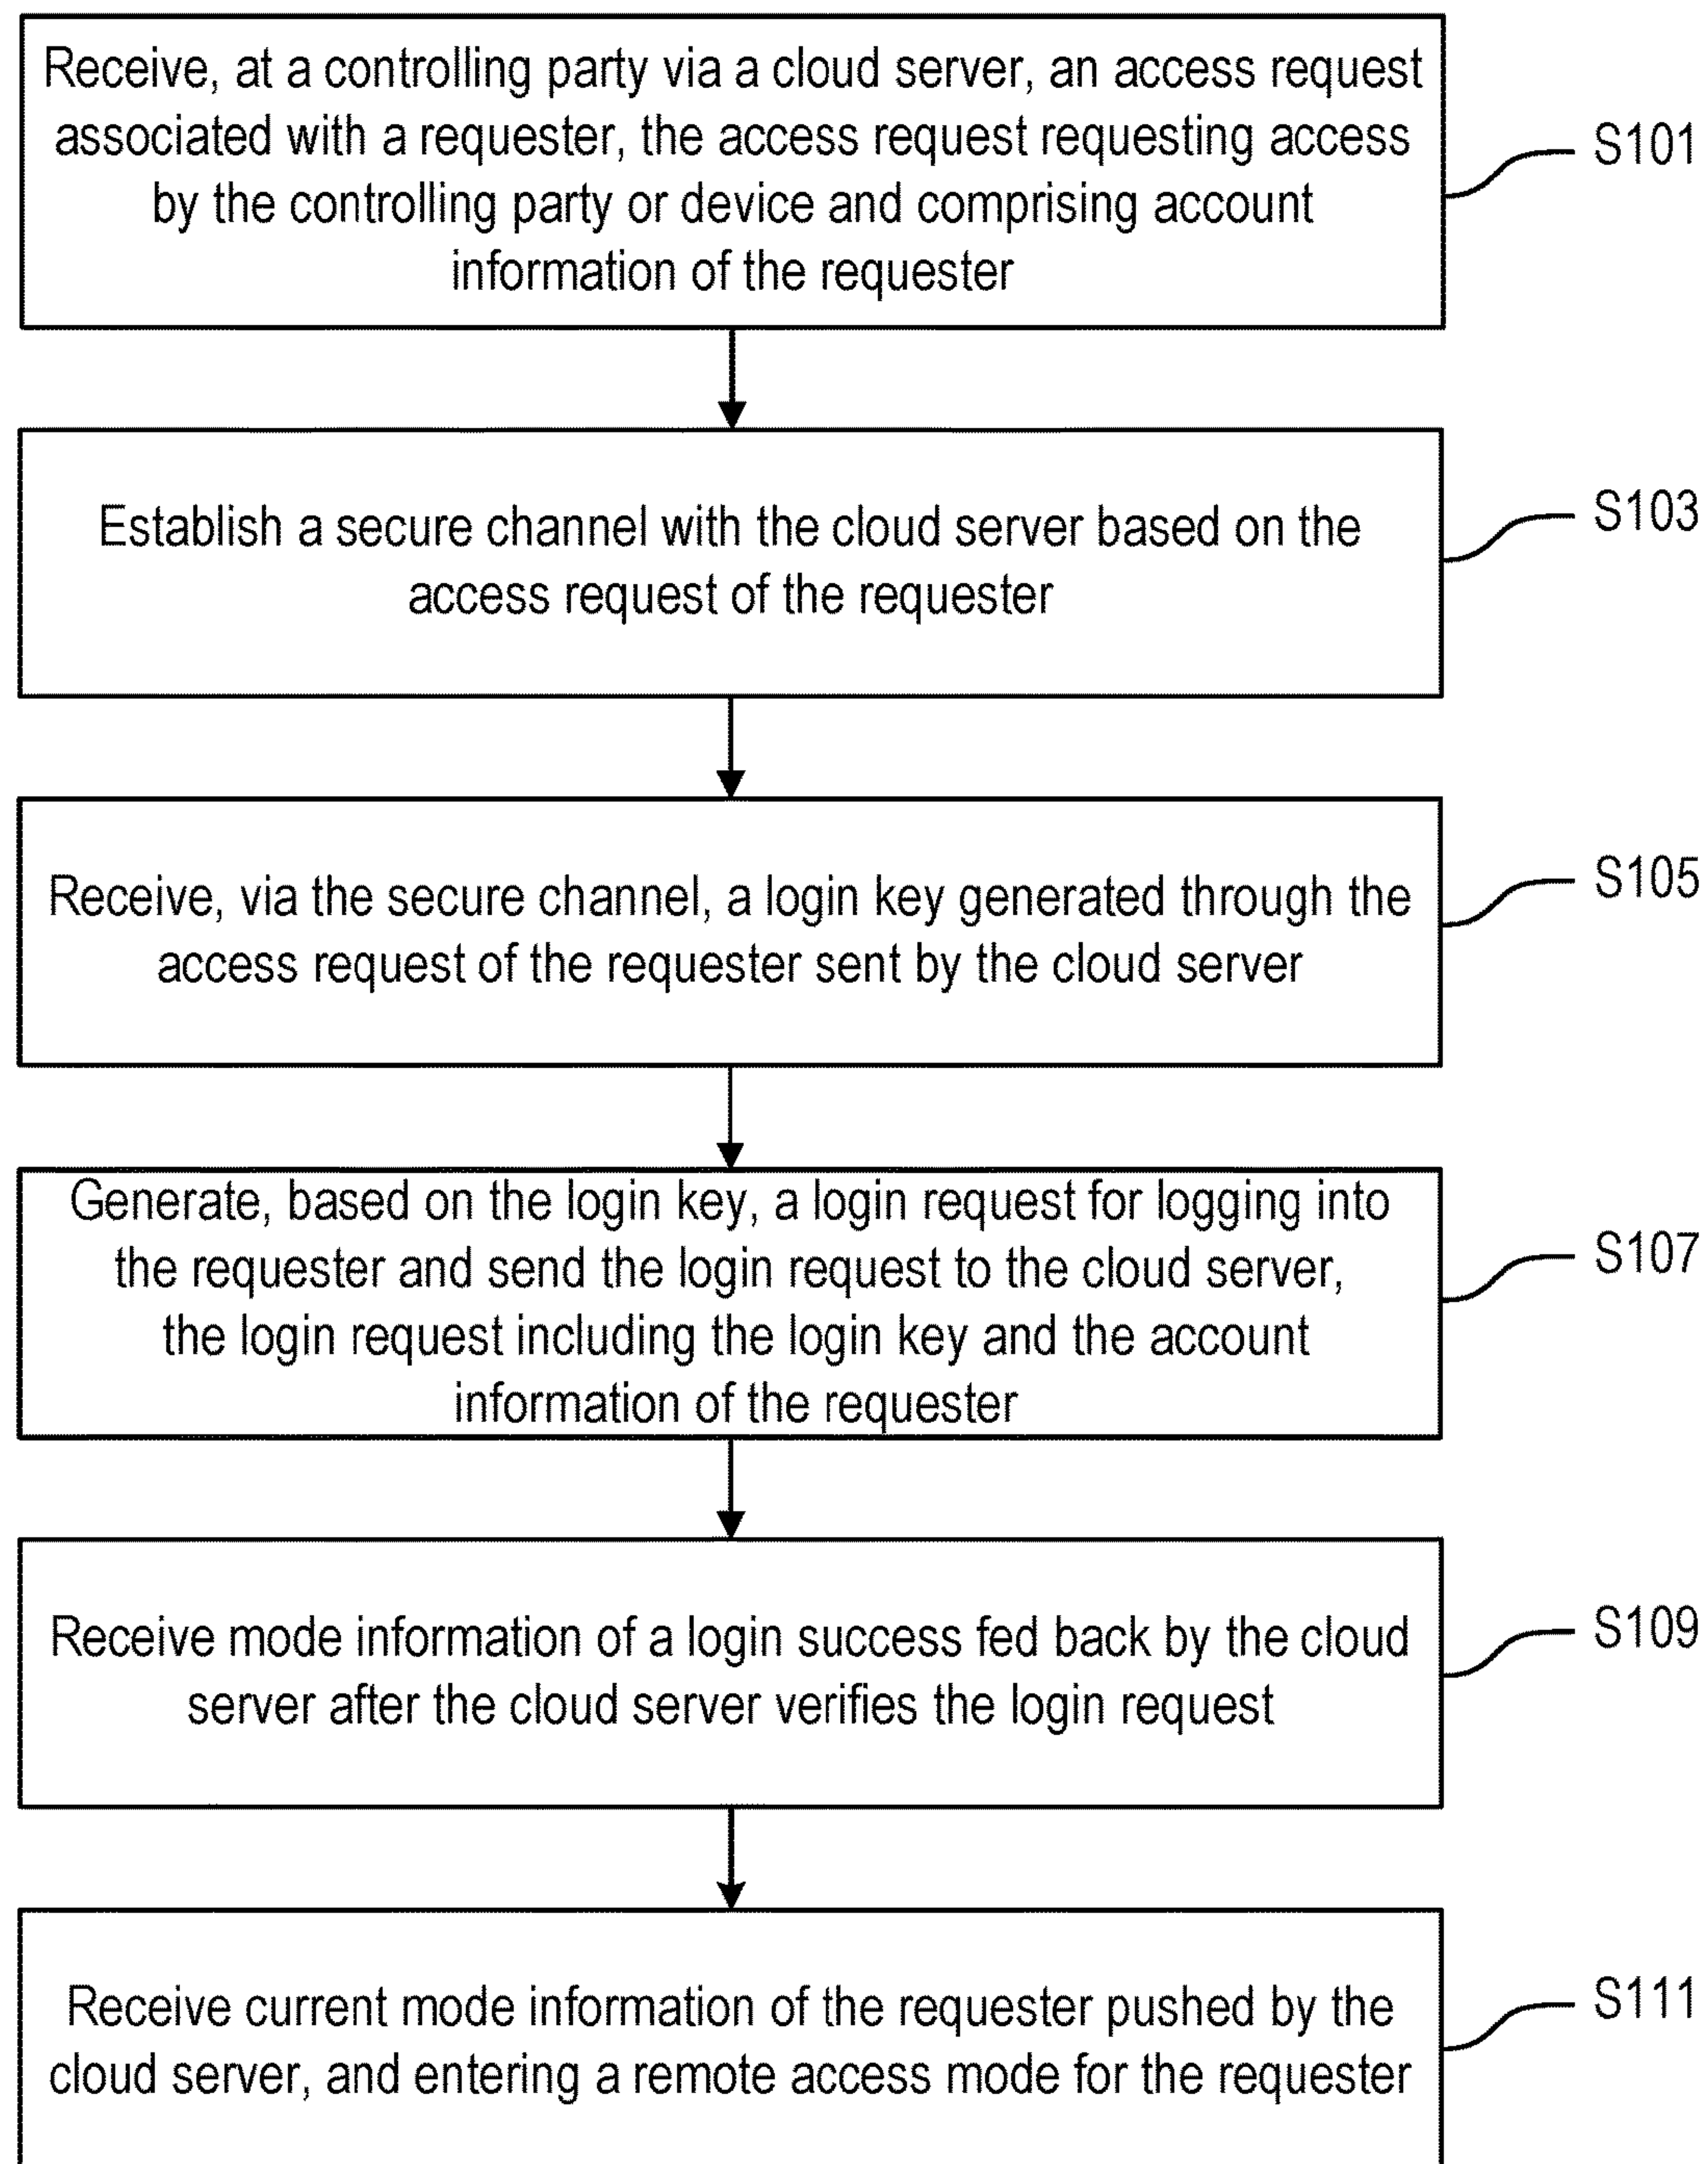 Receive, at a controlling party via a cloud server, an access request
associated with a requester, the access request requesting access
by the controlling party or device and comprising account
information of the requester
S101
Establish a secure channel with the cloud server based on the
access request of the requester
S103
Receive, via the secure channel, a login key generated through the
access request of the requester sent by the cloud server
S105
Generate, based on the login key, a login request for logging into
the requester and send the login request to the cloud server,
the login request including the login key and the account
information of the requester
S107
Receive mode information of a login success fed back by the cloud
server after the cloud server verifies the login request
S109
Receive current mode information of the requester pushed by the
cloud server, and entering a remote access mode for the requester
S111